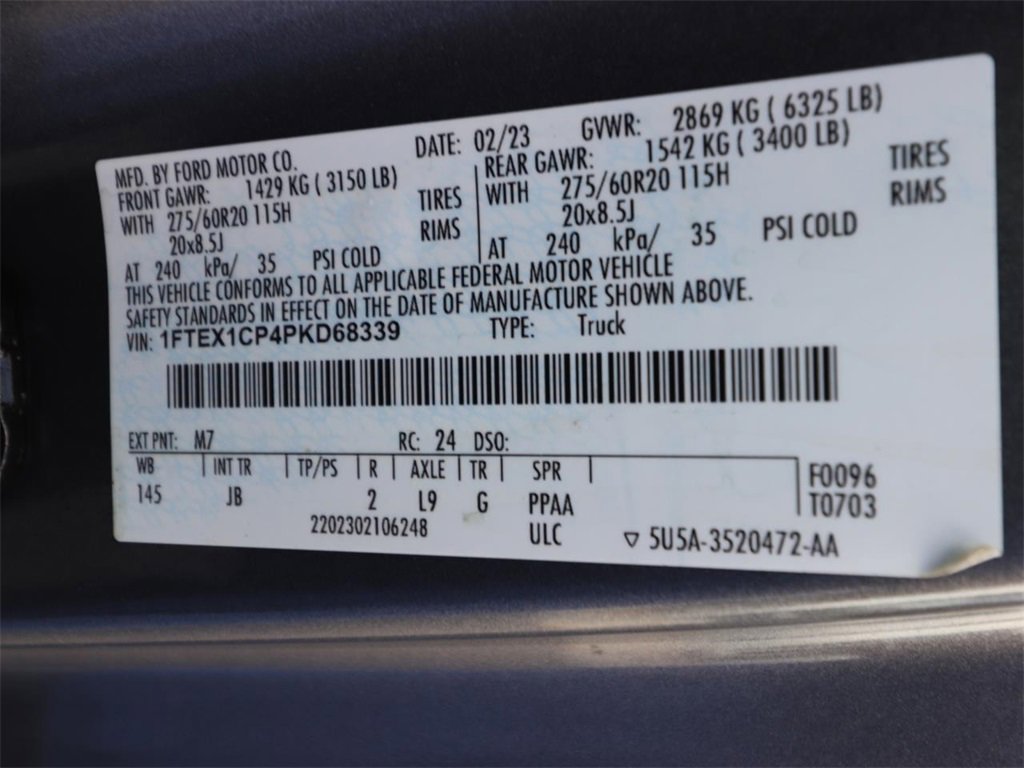 MFD. BY FORD MOTOR CO. DATE: 02/23 GVWR: 2869 KG ( 6325 LB)
FRONT GAWR: 1429 KG ( 3150 LB) REAR GAWR: 1542 KG ( 3400 LB)
WITH 275/60R20 115H TIRES WITH 275/60R20 115H TIRES
20x8.5J RIMS 20x8.5J RIMS
AT 240 kPa/ 35 PSI COLD AT 240 kPa/ 35 PSI COLD
THIS VEHICLE CONFORMS TO ALL APPLICABLE FEDERAL MOTOR VEHICLE
SAFETY STANDARDS IN EFFECT ON THE DATE OF MANUFACTURE SHOWN ABOVE.
VIN: 1FTEX1CP4PKD68339 TYPE: Truck
EXT PNT: M7 RC: 24 DSO:
WB INT TR TP/PS R AXLE TR SPR F0096
145 JB 2 L9 G PPAA T0703
2202302106248 ULC ▽ 5U5A-3520472-AA